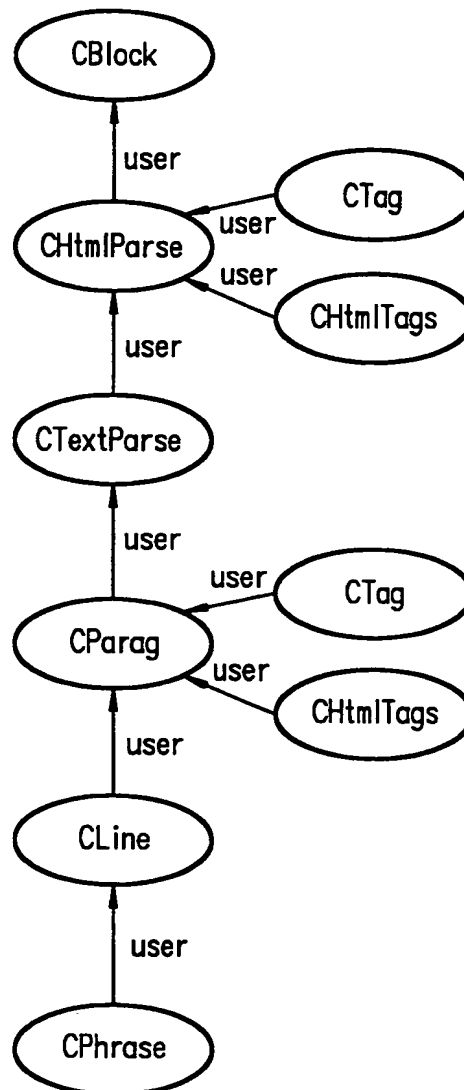 CBlock
user
CTag
user
CHtmlParse
user
CHtmlTags
user
CTextParse
user
user
CTag
CParag
user
CHtmlTags
user
CLine
user
CPhrase